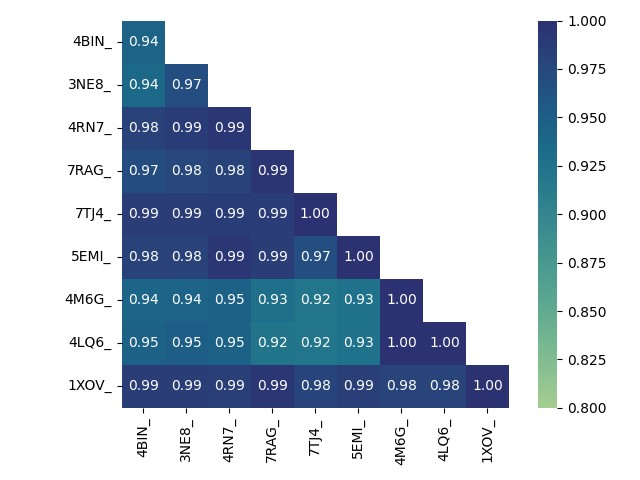 4BIN_ 0.94
3NE8_ 0.94 0.97
4RN7_ 0.98 0.99 0.99
7RAG_ 0.97 0.98 0.98 0.99
7TJ4_ 0.99 0.99 0.99 0.99 1.00
5EMI_ 0.98 0.98 0.99 0.99 0.97 1.00
4M6G_ 0.94 0.94 0.95 0.93 0.92 0.93 1.00
4LQ6_ 0.95 0.95 0.95 0.92 0.92 0.93 1.00 1.00
1XOV_ 0.99 0.99 0.99 0.99 0.98 0.99 0.98 0.98 1.00
4BIN_ 3NE8_ 4RN7_ 7RAG_ 7TJ4_ 5EMI_ 4M6G_ 4LQ6_ 1XOV_
1.000
0.975
0.950
0.925
0.900
0.875
0.850
0.825
0.800